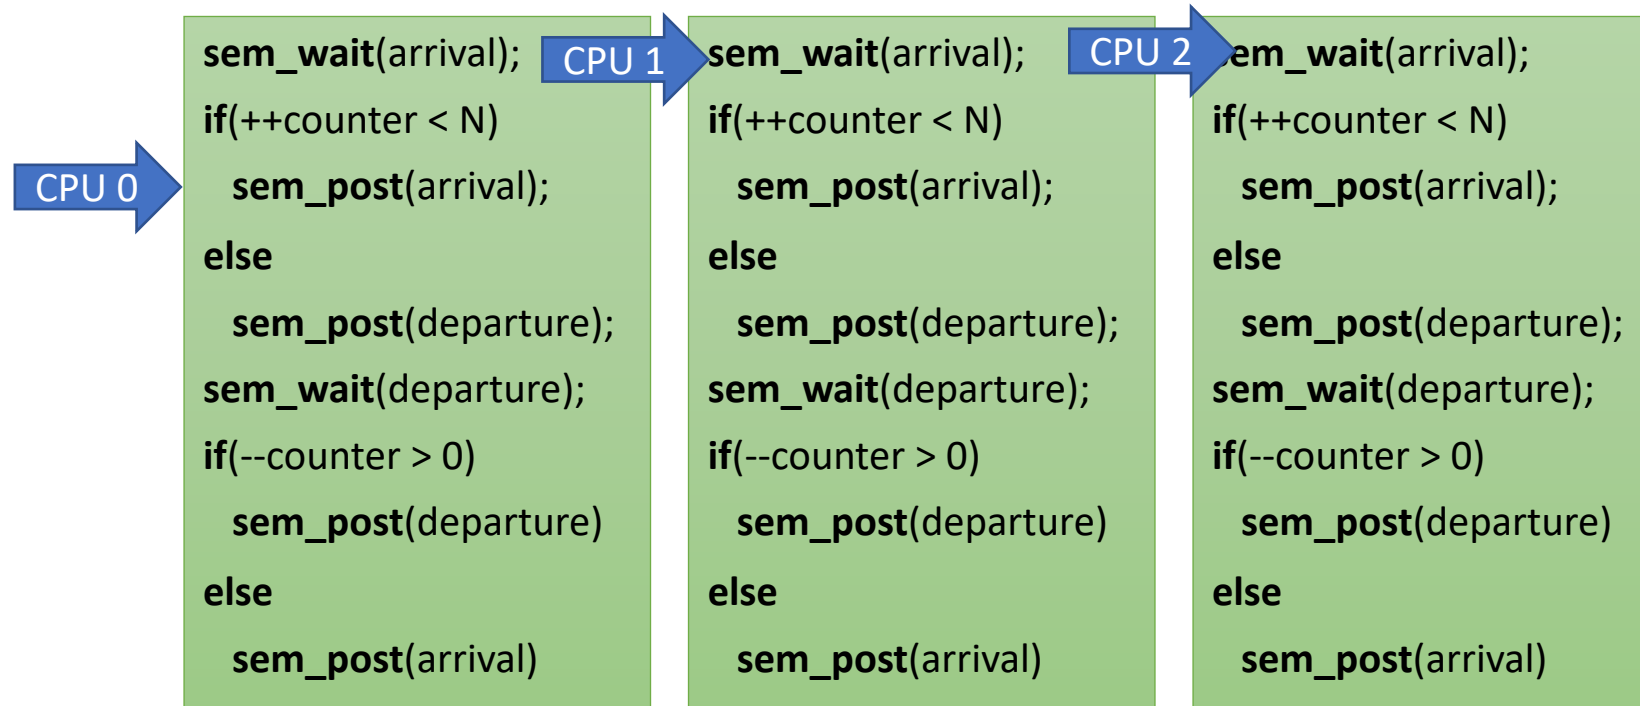 sem_wait(arrival);
if(++counter < N)
sem_post(arrival);
else
sem_post(departure);
sem_wait(departure);
if(--counter > 0)
sem_post(departure)
else
sem_post(arrival)
CPU 0
CPU 1
sem_wait(arrival);
if(++counter < N)
sem_post(arrival);
else
sem_post(departure);
sem_wait(departure);
if(--counter > 0)
sem_post(departure)
else
sem_post(arrival)
CPU 2
sem_wait(arrival);
if(++counter < N)
sem_post(arrival);
else
sem_post(departure);
sem_wait(departure);
if(--counter > 0)
sem_post(departure)
else
sem_post(arrival)